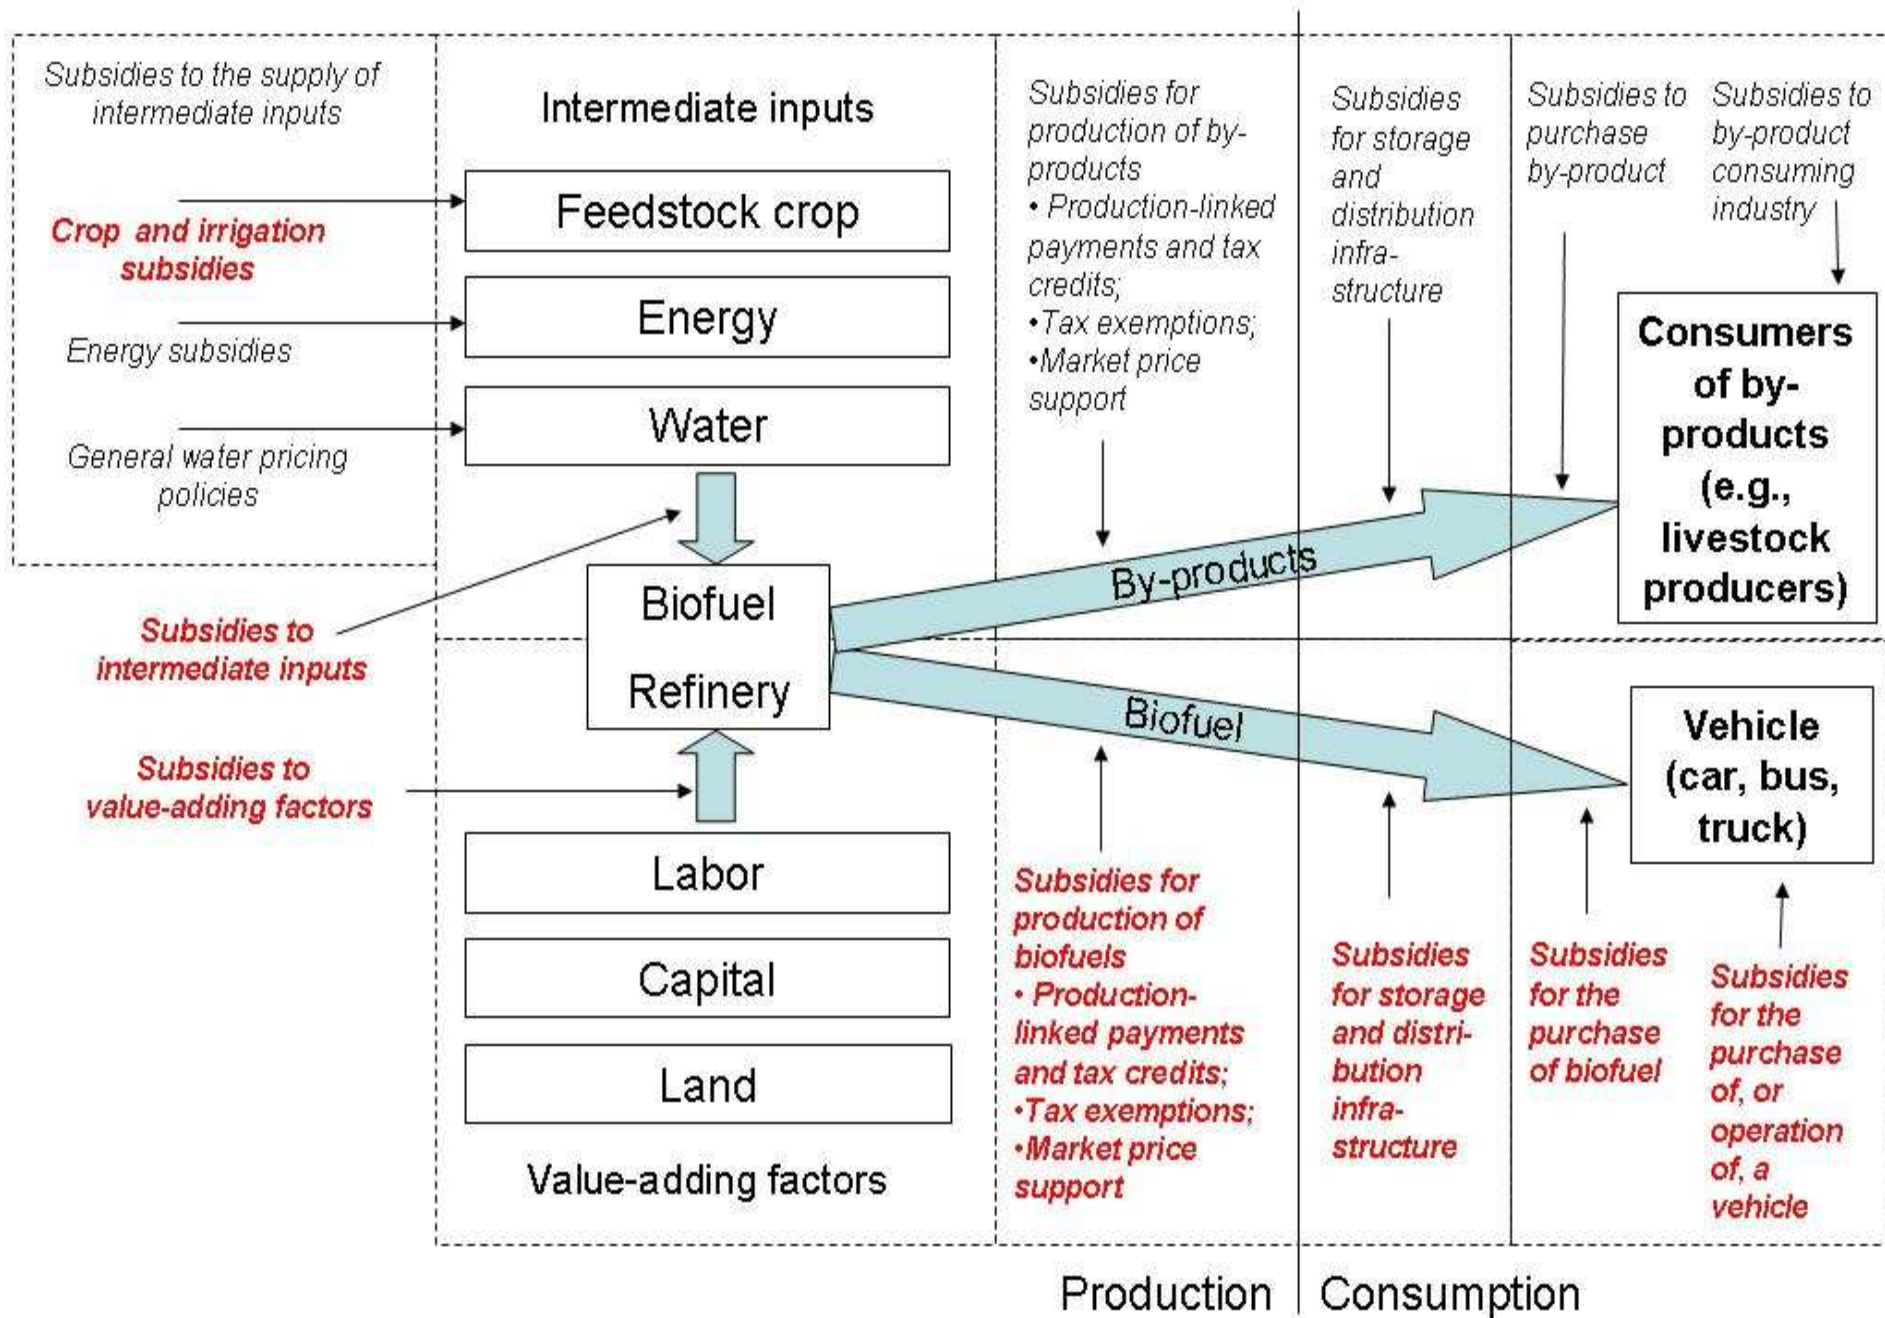 Subsidies to the supply of
intermediate inputs
Crop and irrigation
subsidies
Energy subsidies
General water pricing
policies
Subsidies to
intermediate inputs
Subsidies to
value-adding factors
Intermediate inputs
Feedstock crop
Energy
Water
Biofuel
Refinery
Labor
Capital
Land
Value-adding factors
Subsidies for
production of by-
products
• Production-linked
payments and tax
credits;
•Tax exemptions;
•Market price
support
Subsidies
for storage
and
distribution
infra-
structure
Subsidies to
purchase
by-product
Subsidies to
by-product
consuming
industry
Consumers
of by-
products
(e.g.,
livestock
producers)
By-products
Biofuel
Vehicle
(car, bus,
truck)
Subsidies for
production of
biofuels
• Production-
linked payments
and tax credits;
•Tax exemptions;
•Market price
support
Subsidies
for storage
and distri-
bution
infra-
structure
Subsidies
for the
purchase
of biofuel
Subsidies
for the
purchase
of, or
operation
of, a
vehicle
Production
Consumption